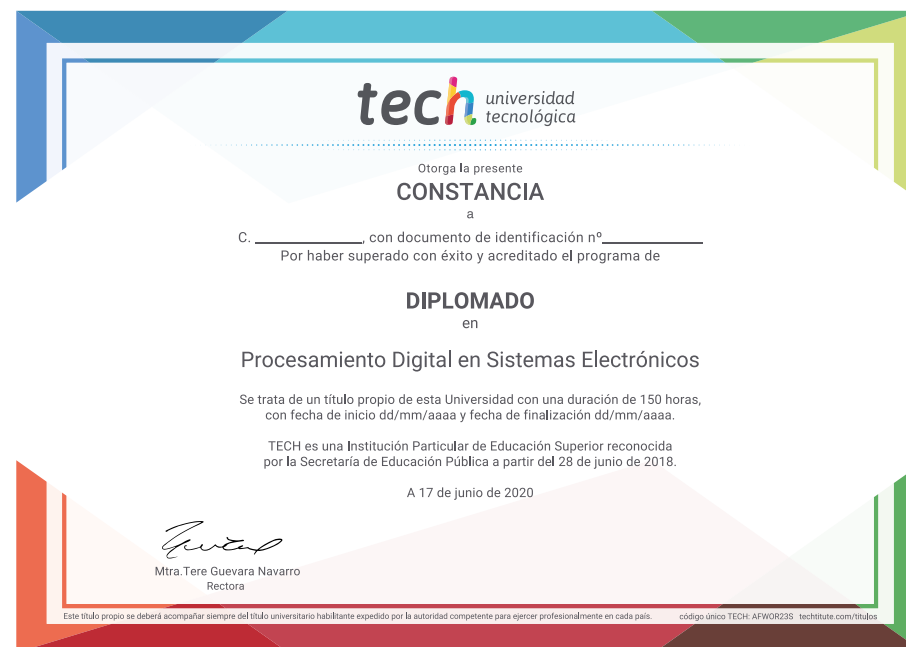 tech universidad
tecnológica
Otorga la presente
CONSTANCIA
a
C. ____________, con documento de identificación nº____________
Por haber superado con éxito y acreditado el programa de
DIPLOMADO
en
Procesamiento Digital en Sistemas Electrónicos
Se trata de un título propio de esta Universidad con una duración de 150 horas,
con fecha de inicio dd/mm/aaaa y fecha de finalización dd/mm/aaaa.
TECH es una Institución Particular de Educación Superior reconocida
por la Secretaría de Educación Pública a partir del 28 de junio de 2018.
A 17 de junio de 2020
Mtra.Tere Guevara Navarro
Rectora
Este título propio se deberá acompañar siempre del título universitario habilitante expedido por la autoridad competente para ejercer profesionalmente en cada país. código único TECH: AFWOR23S techtitute.com/titulos